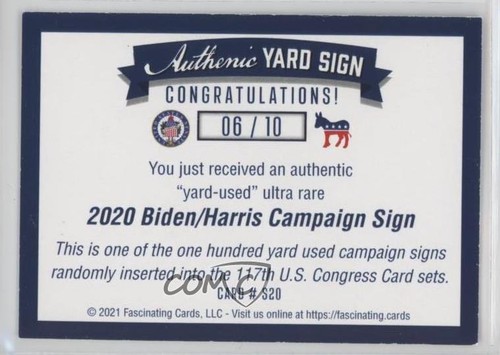 Authenic YARD SIGN
CONGRATULATIONS!
06 / 10
You just received an authentic
“yard-used” ultra rare
2020 Biden/Harris Campaign Sign
This is one of the one hundred yard used campaign signs
randomly inserted into the 117th U.S. Congress Card sets.
COMC
CARD # S20
© 2021 Fascinating Cards, LLC - Visit us online at https://fascinating.cards